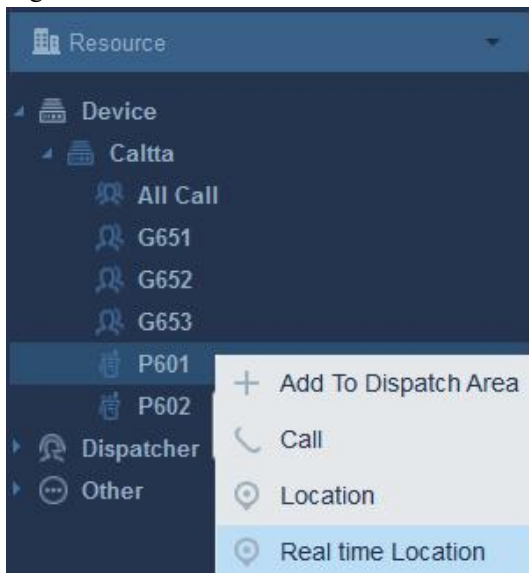 Resource
Device
Caltta
All Call
G651
G652
G653
P601
Add To Dispatch Area
P602
Call
Dispatcher
Other
Location
Real time Location